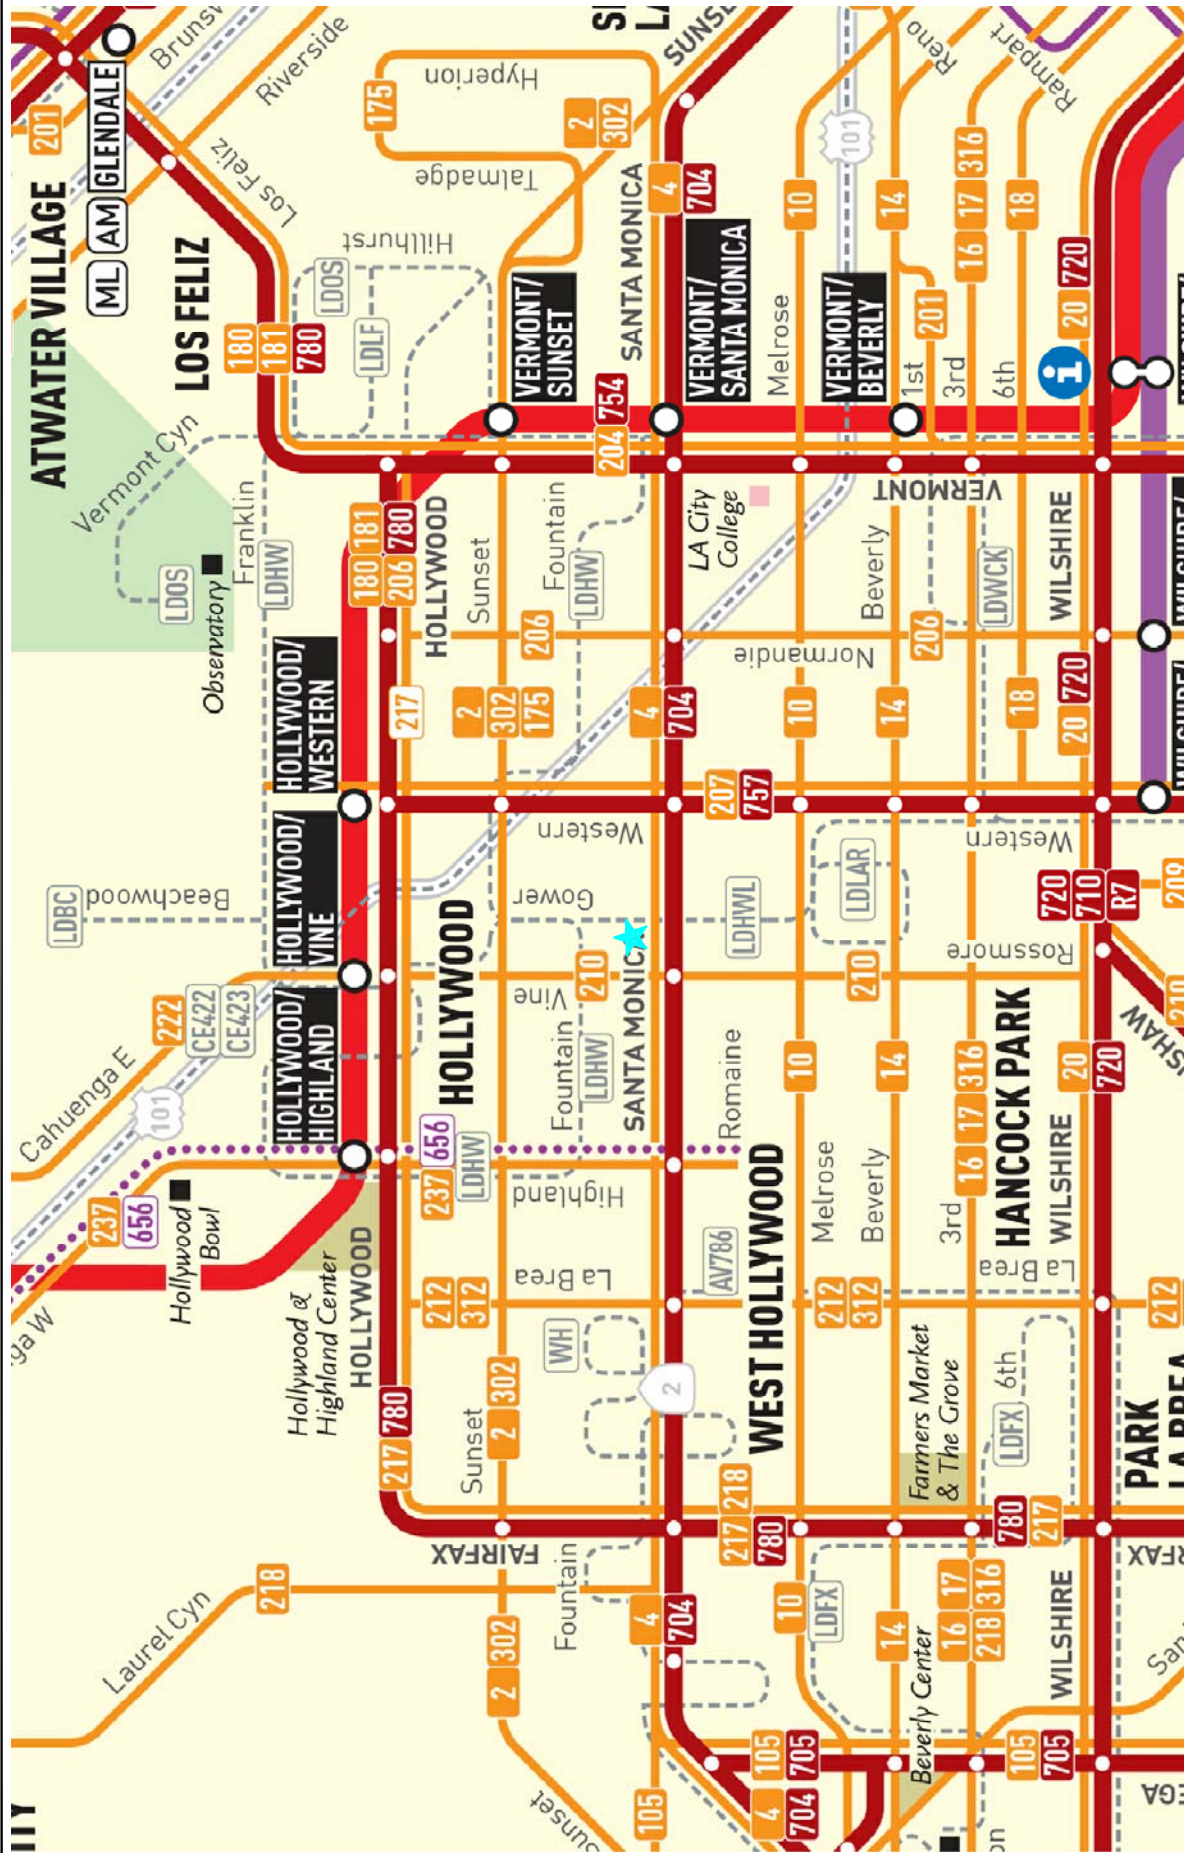 Laurel Cyn
218
Sunset
2
302
2
302
Sunset
105
Fountain
4
704
105
705
4
704
FAIRFAX
217
780
217
218
780
10
LDFX
14
Beverly Center
16
17
218
316
105
705
WILSHIRE
780
217
Farmers Market
& The Grove
LDFX
6th
PARK
WEST HOLLYWOOD
2
WH
Hollywood &
Highland Center
HOLLYWOOD
212
312
La Brea
AV786
212
312
La Brea
212
Hollywood
Bowl
237
656
101
Cahuenga E
222
CE422
CE423
HOLLYWOOD/
HIGHLAND
237
656
LDHW
Highland
Romaine
Melrose
Beverly
3rd
HANCOCK PARK
WILSHIRE
HOLLYWOOD
Fountain
LDHW
SANTA MONICA
10
14
16
17
316
20
720
Vine
210
210
Rossmore
210
LDBC
Beachwood
HOLLYWOOD/
VINE
Gower
LDHWL
LDLAR
720
710
R7
209
HOLLYWOOD/
WESTERN
Western
207
757
Western
217
2
302
175
4
704
10
14
18
20
720
Observatory
LDOS
Vermont Cyn
Franklin
LDHW
180
181
206
780
HOLLYWOOD
Sunset
206
Fountain
LDHW
Normandie
206
LDWCK
Beverly
WILSHIRE
LA City
College
VERMONT
ATWATER VILLAGE
LOS FELIZ
180
181
780
LDOS
LDLF
Hillhurst
VERMONT/
SUNSET
204
754
SANTA MONICA
VERMONT/
SANTA MONICA
Melrose
VERMONT/
BEVERLY
1st
201
3rd
6th
i
20
720
201
ML
AM
GLENDALE
Riverside
Los Feliz
175
Hyperion
Talmadge
2
302
4
704
10
101
14
16
17
316
18
Reno
Rampart